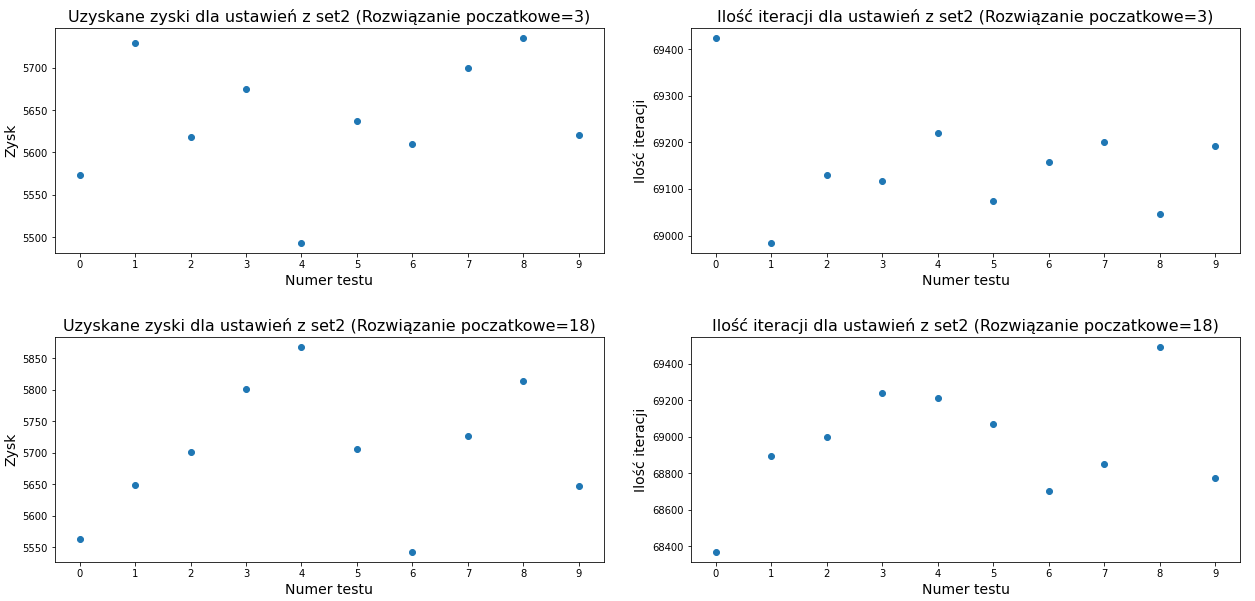 Uzyskane zyski dla ustawień z set2 (Rozwiązanie poczatkowe=3)
Zysk
5700
5650
5600
5550
5500
0 1 2 3 4 5 6 7 8 9
Numer testu
Ilość iteracji dla ustawień z set2 (Rozwiązanie poczatkowe=3)
Ilość iteracji
69400
69300
69200
69100
69000
0 1 2 3 4 5 6 7 8 9
Numer testu
Uzyskane zyski dla ustawień z set2 (Rozwiązanie poczatkowe=18)
Zysk
5850
5800
5750
5700
5650
5600
5550
0 1 2 3 4 5 6 7 8 9
Numer testu
Ilość iteracji dla ustawień z set2 (Rozwiązanie poczatkowe=18)
Ilość iteracji
69400
69200
69000
68800
68600
68400
0 1 2 3 4 5 6 7 8 9
Numer testu